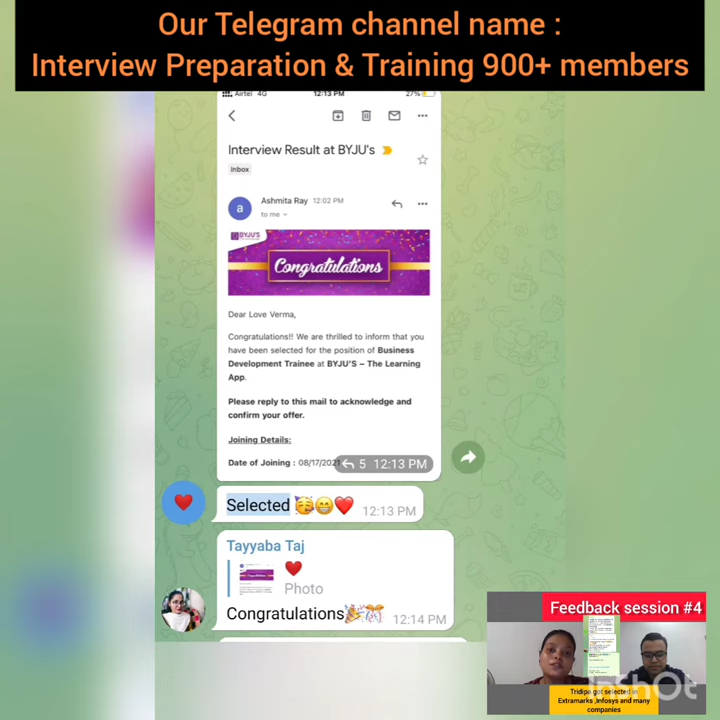 Our Telegram channel name :
Interview Preparation & Training 900+ members
Airtel 4G 12:13 PM 27%
Interview Result at BYJU's
Inbox
Ashmita Ray 12:02 PM
a
to me
BYJU'S
Congratulations
Dear Love Verma,
Congratulations!! We are thrilled to inform that you
have been selected for the position of Business
Development Trainee at BYJU'S – The Learning
App.
Please reply to this mail to acknowledge and
confirm your offer.
Joining Details:
Date of Joining : 08/17/2021
5 12:13 PM
Selected 🥳😁❤️ 12:13 PM
Tayyaba Taj
❤️
Photo
Congratulations🎉🎊 12:14 PM
Feedback session #4
InShOt
Tridipa got selected in
Extramarks ,Infosys and many
companies